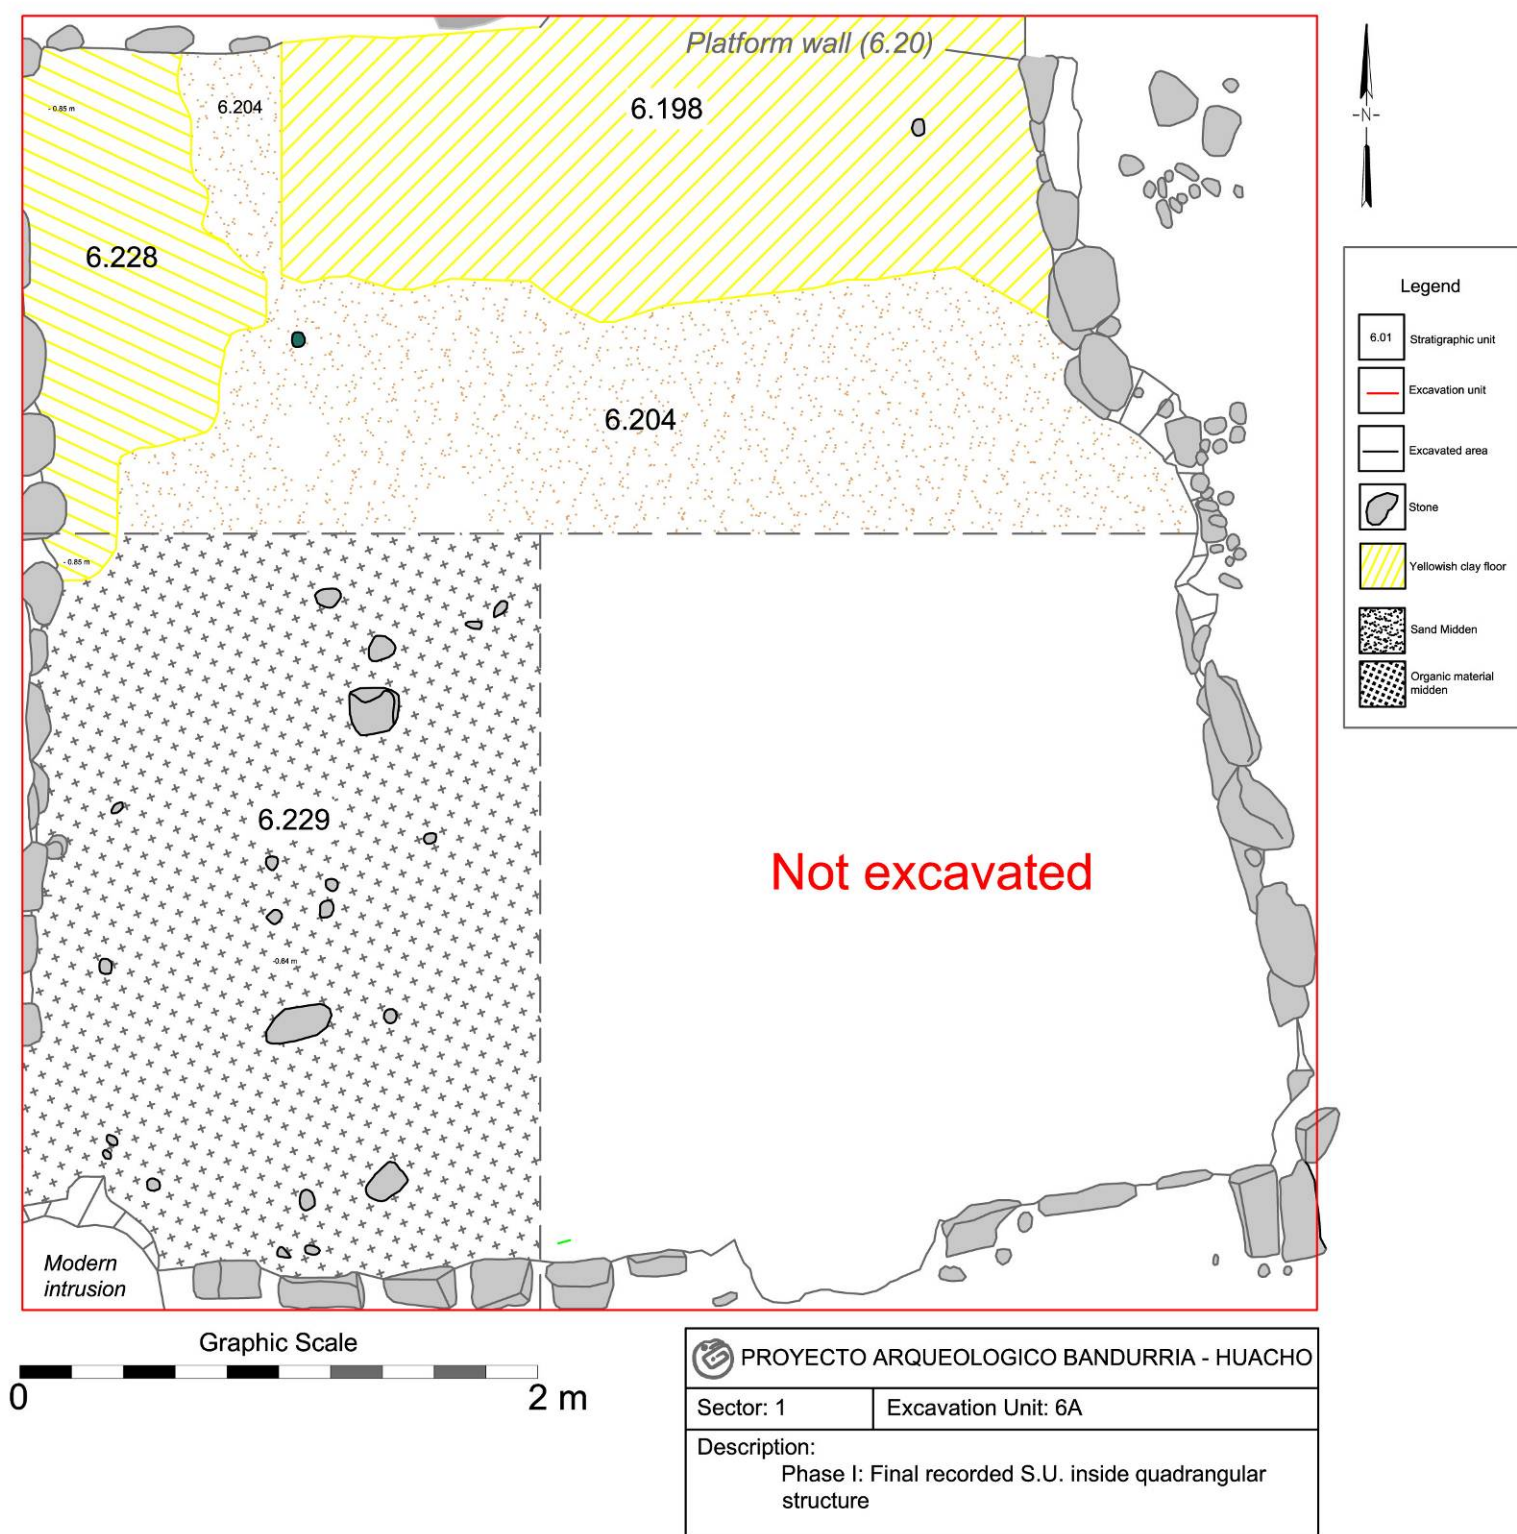 Platform wall (6.20)
- 0.85 m
6.204
6.198
-N-
6.228
Legend
6.01 Stratigraphic unit
Excavation unit
Excavated area
Stone
Yellowish clay floor
Sand Midden
Organic material
midden
6.204
- 0.85 m
6.229
Not excavated
-0.84 m
Modern
intrusion
Graphic Scale
0 2 m
PROYECTO ARQUEOLOGICO BANDURRIA - HUACHO
Sector: 1 Excavation Unit: 6A
Description:
Phase I: Final recorded S.U. inside quadrangular
structure